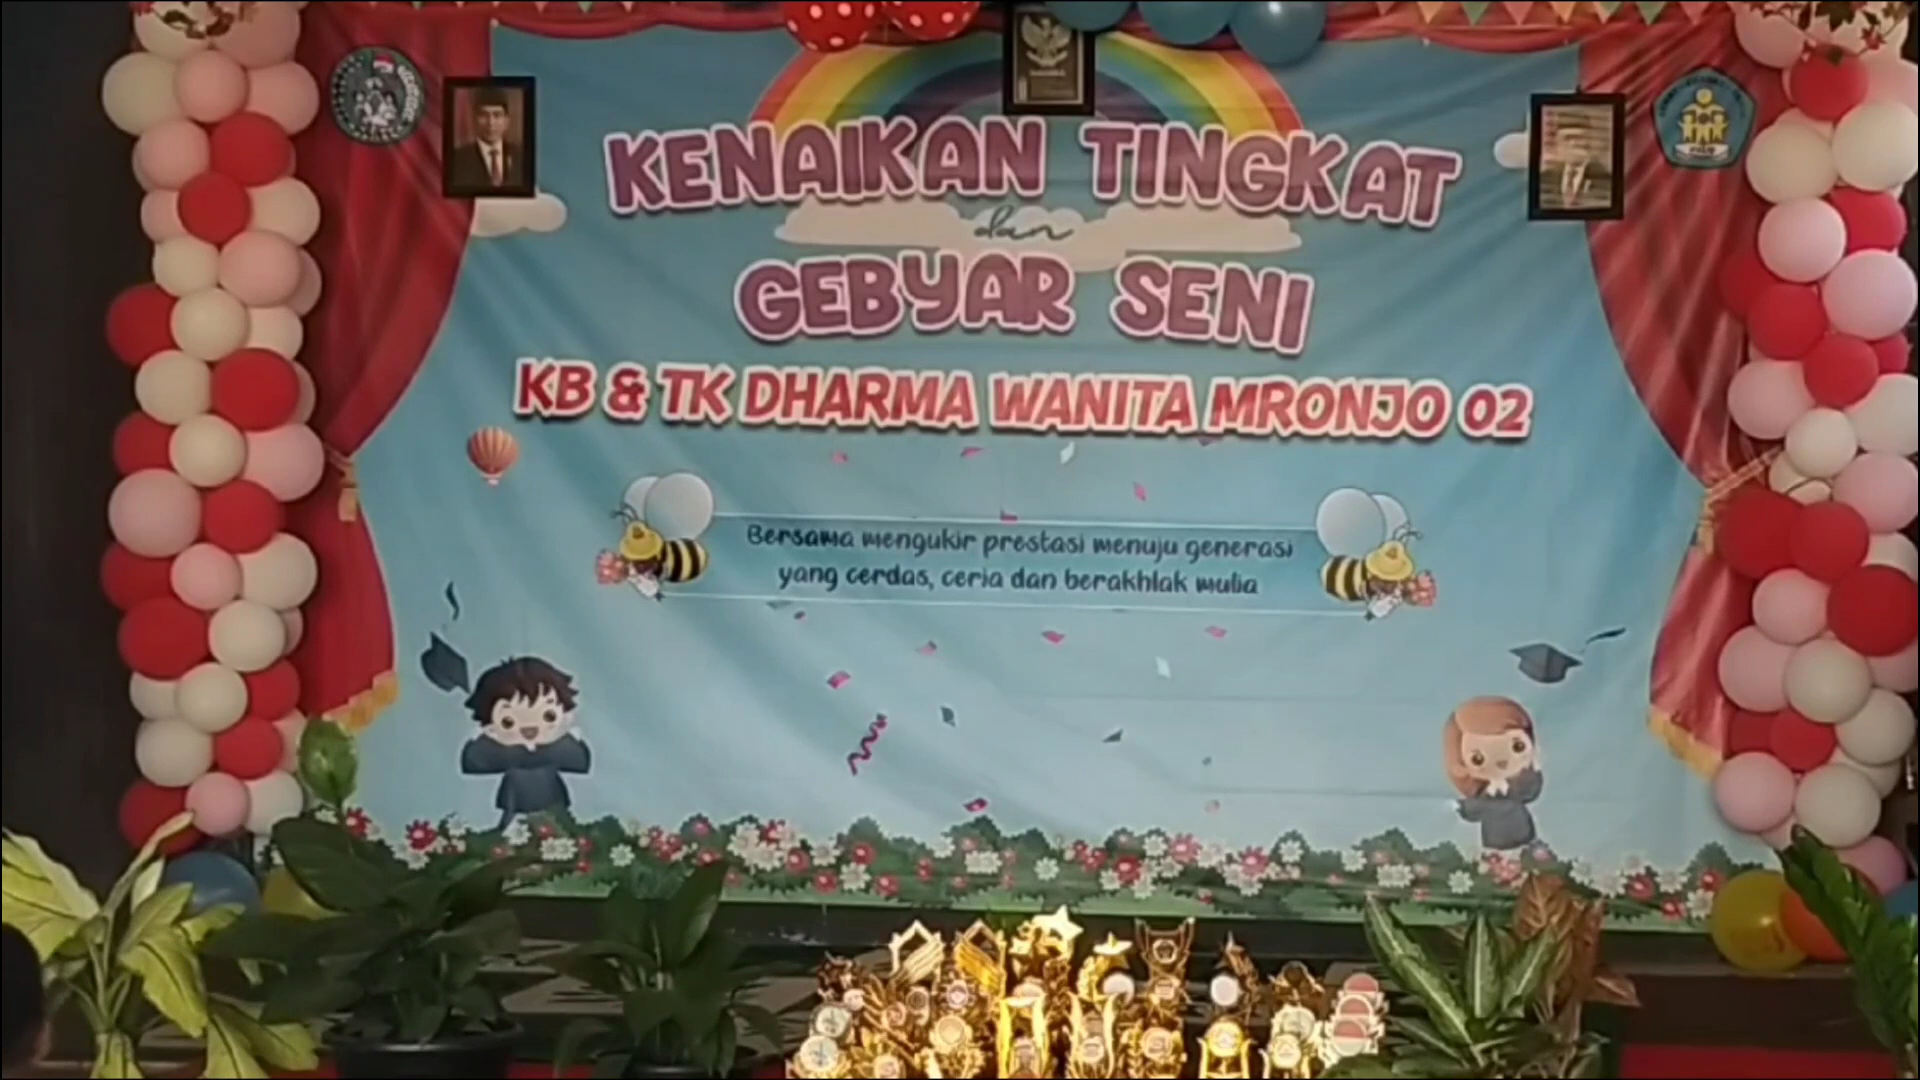 KENAIKAN TINGKAT
dan
GEBYAR SENI
KB & TK DHARMA WANITA MRONJO 02
Bersama mengukir prestasi menuju generasi
yang cerdas, ceria dan berakhlak mulia